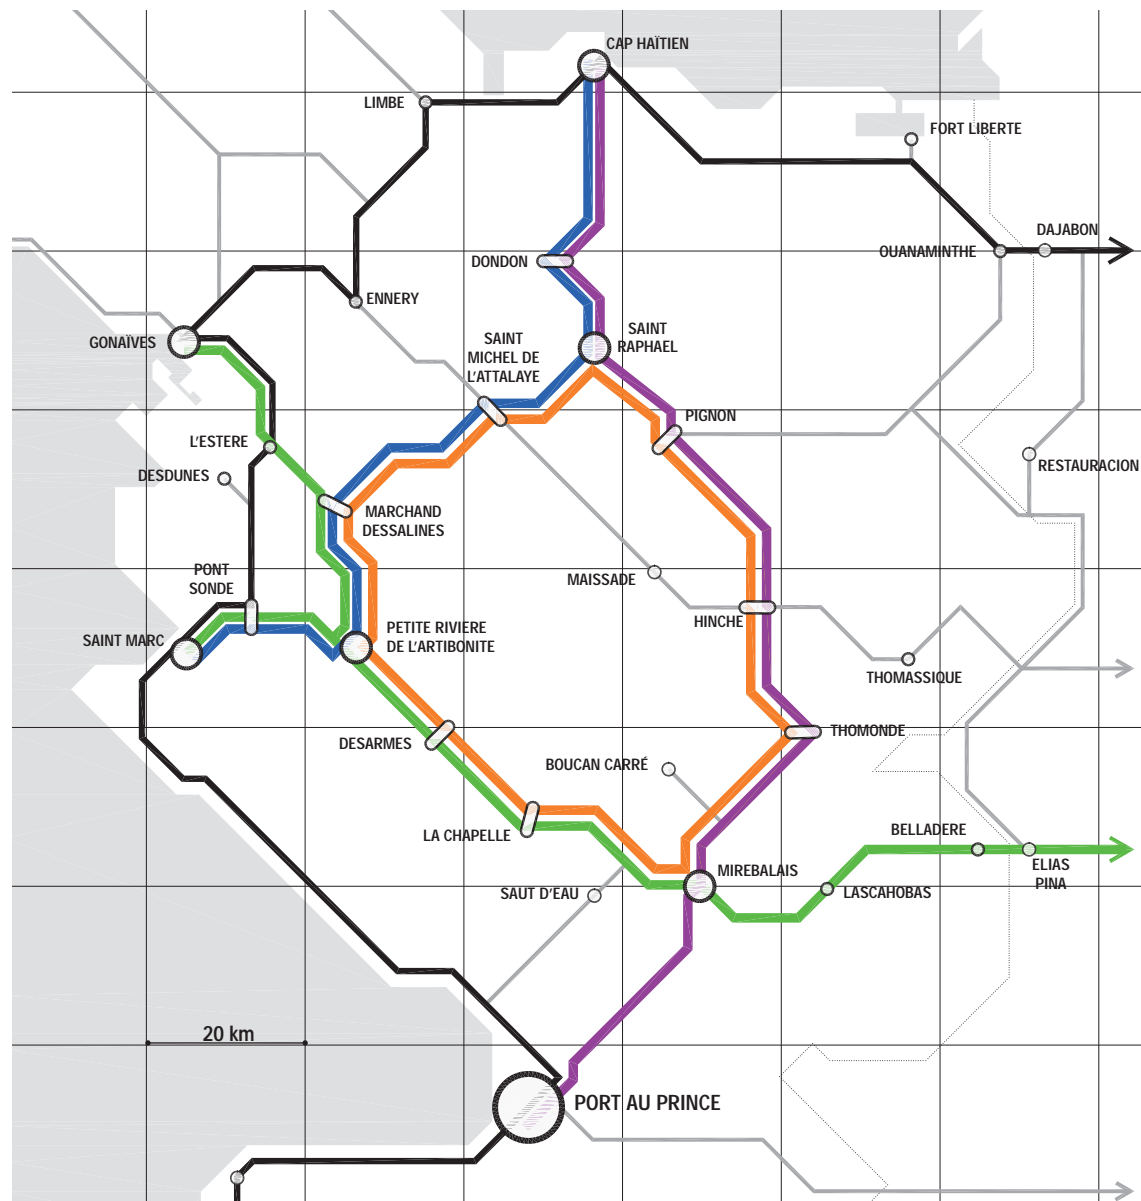 CAP HAÏTIEN
LIMBE
FORT LIBERTE
DAJABON
OUANAMINTHE
DONDON
ENNERY
GONAÏVES
SAINT
RAPHAEL
SAINT
MICHEL DE
L'ATTALAYE
PIGNON
L'ESTERE
DESDUNES
RESTAURACION
MARCHAND
DESSALINES
PONT
SONDE
MAISSADE
HINCHE
SAINT MARC
PETITE RIVIERE
DE L'ARTIBONITE
THOMASSIQUE
THOMONDE
DESARMES
BOUCAN CARRÉ
LA CHAPELLE
BELLADERE
ELIAS
PINA
MIREBALAIS
LASCAHOBAS
SAUT D'EAU
20 km
PORT AU PRINCE